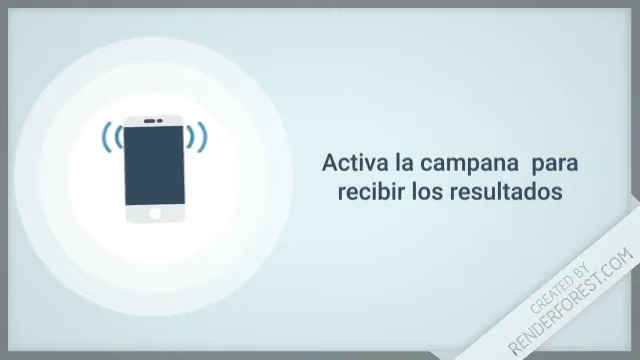 Activa la campana  para
recibir los resultados
CREATED BY
RENDERFOREST.COM